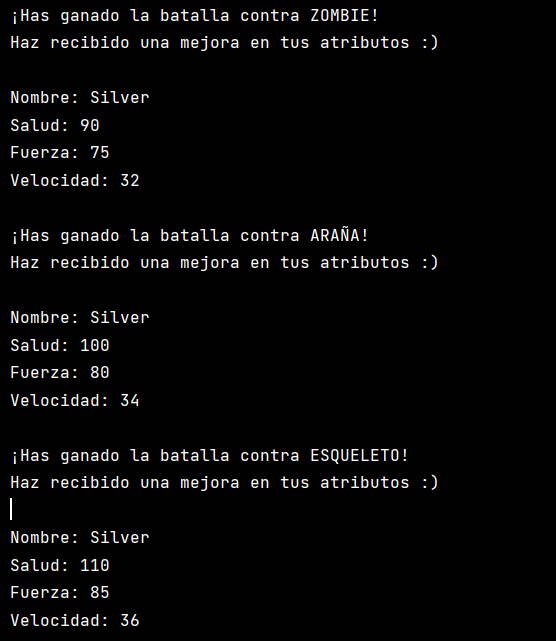 ¡Has ganado la batalla contra ZOMBIE!
Haz recibido una mejora en tus atributos :)
Nombre: Silver
Salud: 90
Fuerza: 75
Velocidad: 32
¡Has ganado la batalla contra ARAÑA!
Haz recibido una mejora en tus atributos :)
Nombre: Silver
Salud: 100
Fuerza: 80
Velocidad: 34
¡Has ganado la batalla contra ESQUELETO!
Haz recibido una mejora en tus atributos :)
Nombre: Silver
Salud: 110
Fuerza: 85
Velocidad: 36